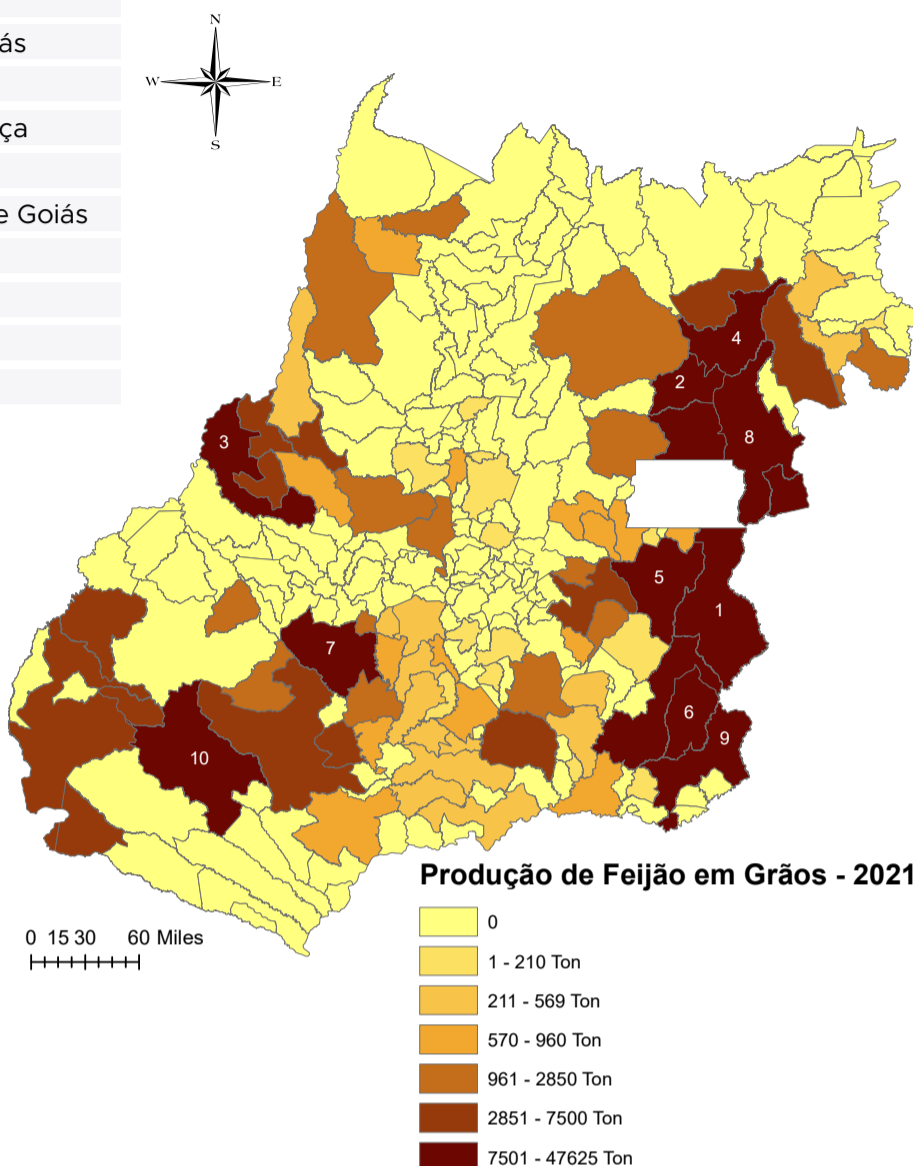 ás
ça
e Goiás
N
W E
S
4
2
3
8
5
1
7
6
9
10
Produção de Feijão em Grãos - 2021
0
1 - 210 Ton
211 - 569 Ton
570 - 960 Ton
961 - 2850 Ton
2851 - 7500 Ton
7501 - 47625 Ton
0 15 30 60 Miles